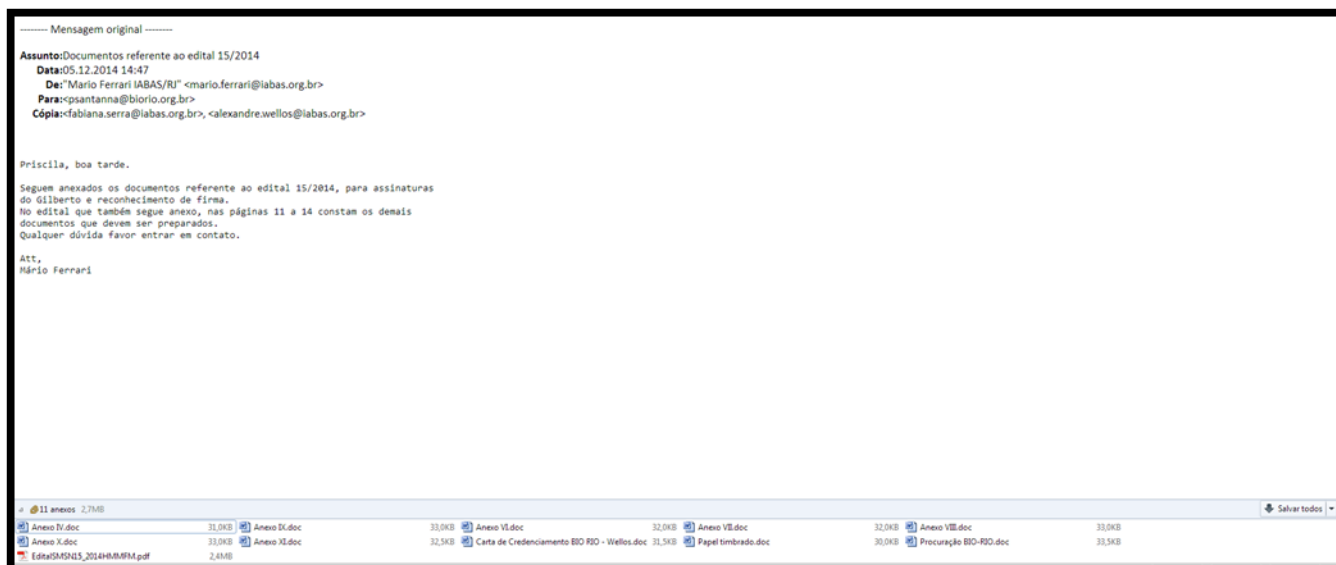 -------- Mensagem original --------
Assunto:Documentos referente ao edital 15/2014
Data:05.12.2014 14:47
De:"Mario Ferrari IABAS/RJ" <mario.ferrari@iabas.org.br>
Para:<psantanna@biorio.org.br>
Cópia:<fabiana.serra@iabas.org.br>, <alexandre.wellos@iabas.org.br>
Priscila, boa tarde.
Seguem anexados os documentos referente ao edital 15/2014, para assinaturas
do Gilberto e reconhecimento de firma.
No edital que também segue anexo, nas páginas 11 a 14 constam os demais
documentos que devem ser preparados.
Qualquer dúvida favor entrar em contato.
Att,
Mário Ferrari
11 anexos 2,7MB Salvar todos
Anexo IV.doc 31,0KB Anexo IX.doc 33,0KB Anexo VI.doc 32,0KB Anexo VII.doc 32,0KB Anexo VIII.doc 33,0KB
Anexo X.doc 33,0KB Anexo XI.doc 32,5KB Carta de Credenciamento BIO RIO - Wellos.doc 31,5KB Papel timbrado.doc 30,0KB Procuração BIO-RIO.doc 33,5KB
EditalSMSN15_2014HMMFM.pdf 2,4MB